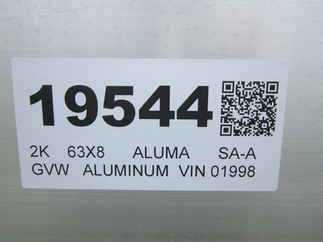 19544
2K 63X8 ALUMA SA-A
GVW ALUMINUM VIN 01998